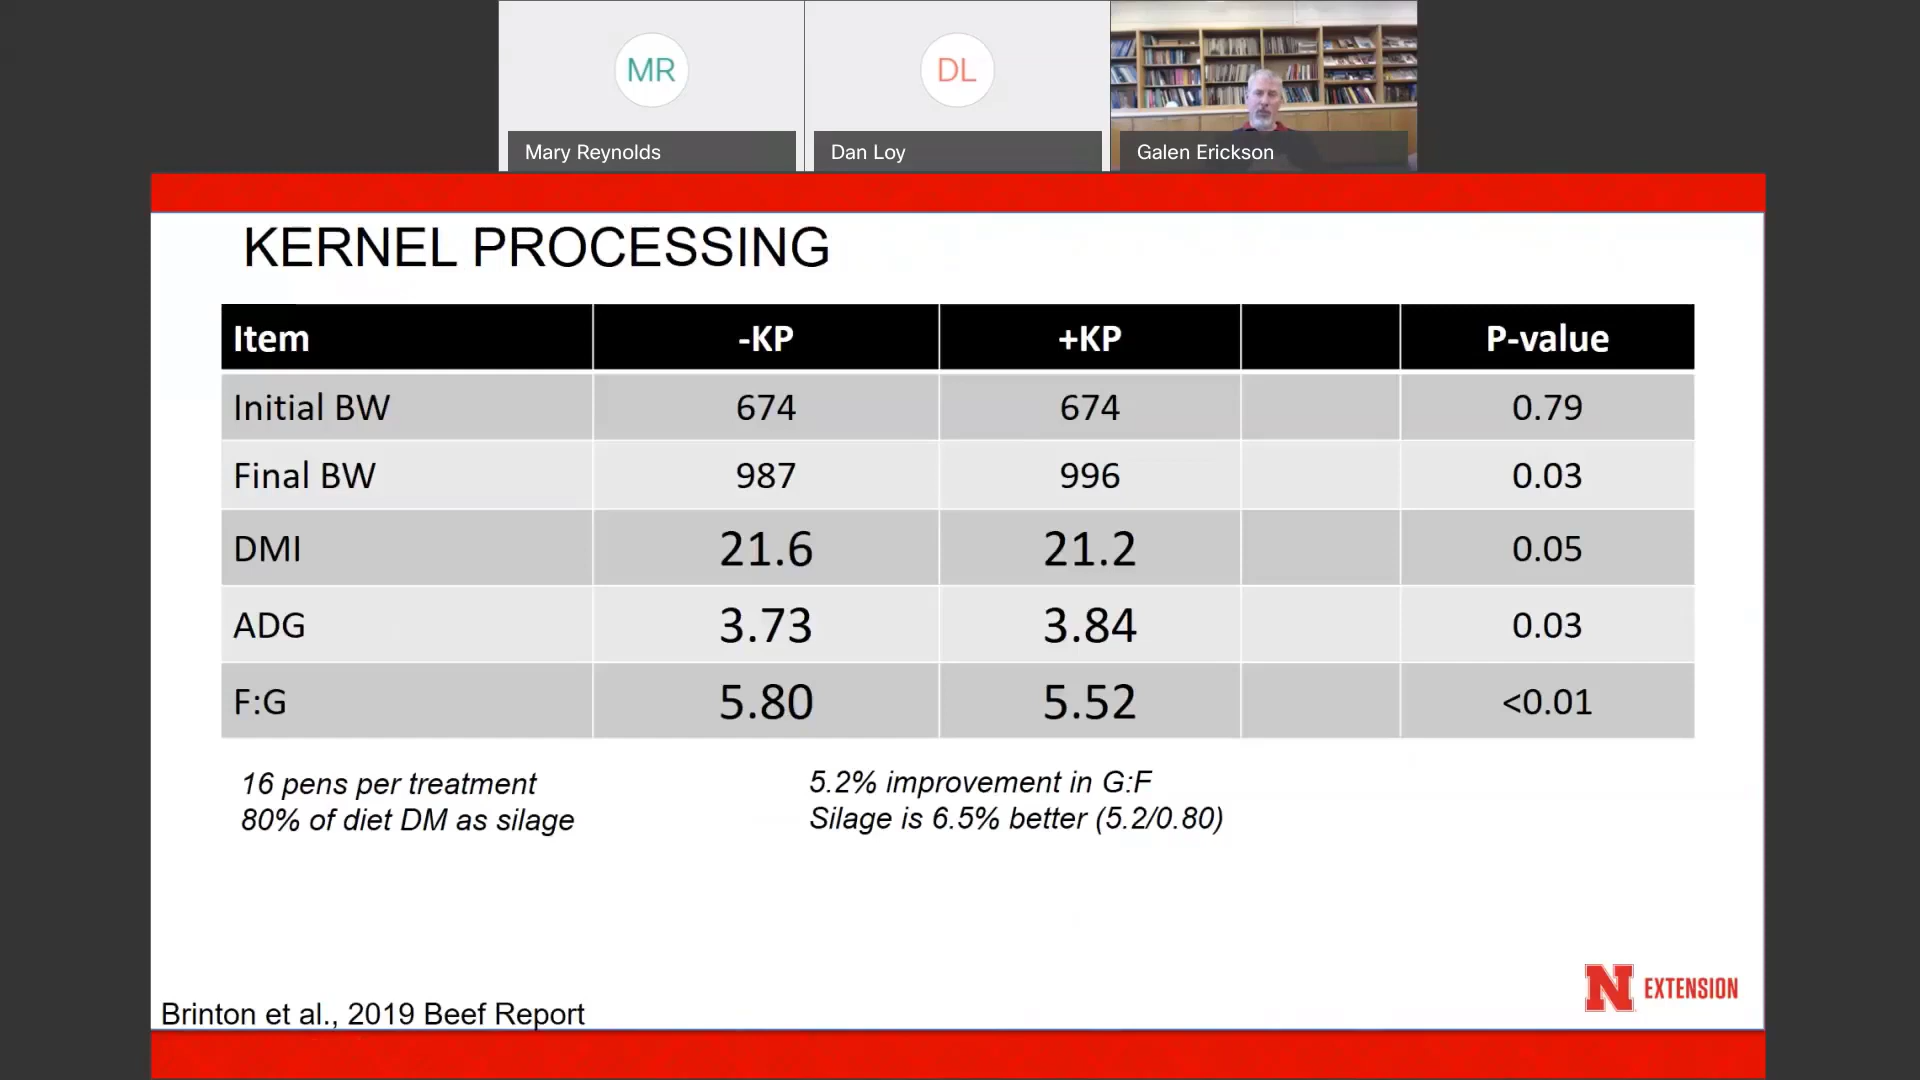 MR
DL
Mary Reynolds
Dan Loy
Galen Erickson
KERNEL PROCESSING
Item -KP +KP P-value
Initial BW 674 674 0.79
Final BW 987 996 0.03
DMI 21.6 21.2 0.05
ADG 3.73 3.84 0.03
F:G 5.80 5.52 <0.01
16 pens per treatment
80% of diet DM as silage
5.2% improvement in G:F
Silage is 6.5% better (5.2/0.80)
N EXTENSION
Brinton et al., 2019 Beef Report